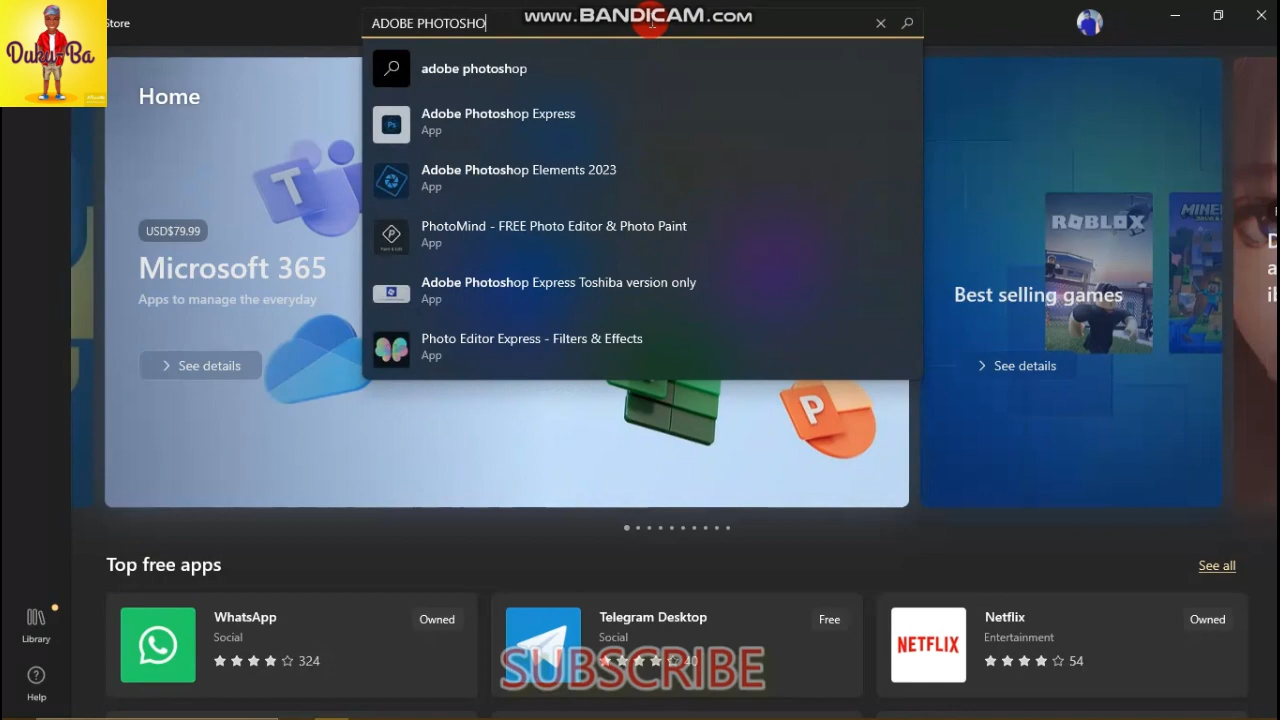 Duku-Ba
Store
ADOBE PHOTOSHO
www.BANDICAM.com
adobe photoshop
Adobe Photoshop Express
App
Adobe Photoshop Elements 2023
App
PhotoMind - FREE Photo Editor & Photo Paint
App
Adobe Photoshop Express Toshiba version only
App
Photo Editor Express - Filters & Effects
App
Home
USD$79.99
Microsoft 365
Apps to manage the everyday
See details
T
P
ROBLOX
MINE
Best selling games
See details
Top free apps
See all
WhatsApp
Owned
Social
324
Telegram Desktop
Free
Social
40
NETFLIX
Netflix
Owned
Entertainment
54
SUBSCRIBE
Library
Help